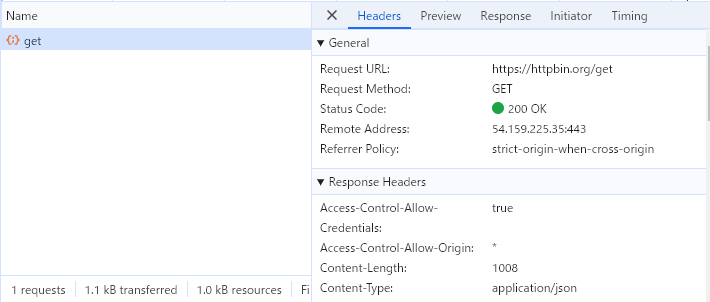 Name
Headers Preview Response Initiator Timing
get
General
Request URL: https://httpbin.org/get
Request Method: GET
Status Code: 200 OK
Remote Address: 54.159.225.35:443
Referrer Policy: strict-origin-when-cross-origin
Response Headers
Access-Control-Allow- true
Credentials:
Access-Control-Allow-Origin: *
Content-Length: 1008
Content-Type: application/json
1 requests 1.1 kB transferred 1.0 kB resources Fi